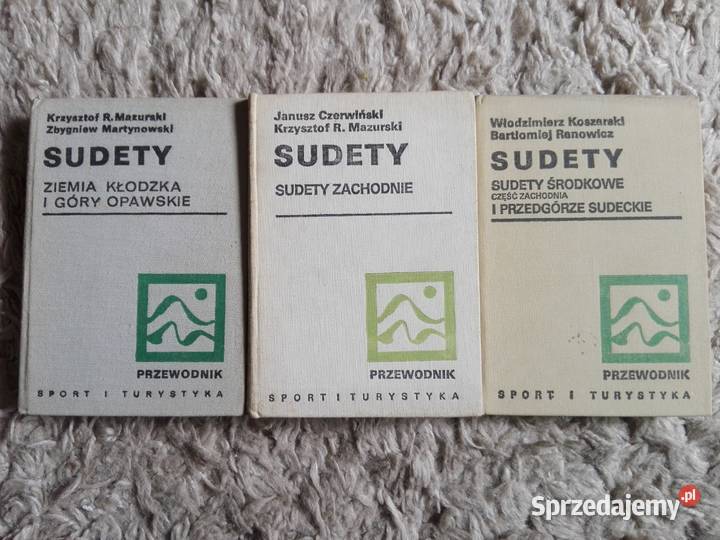 Krzysztof R. Mazurski
Zbygniew Martynowski
SUDETY
ZIEMIA KŁODZKA
I GÓRY OPAWSKIE
PRZEWODNIK
SPORT I TURYSTYKA
Janusz Czerwiński
Krzysztof R. Mazurski
SUDETY
SUDETY ZACHODNIE
PRZEWODNIK
SPORT I TURYSTYKA
Włodzimierz Koszarski
Bartłomiej Ranowicz
SUDETY
SUDETY ŚRODKOWE
CZĘŚĆ ZACHODNIA
I PRZEDGÓRZE SUDECKIE
PRZEWODNIK
SPORT I TURYSTYKA
Sprzedajemy.pl